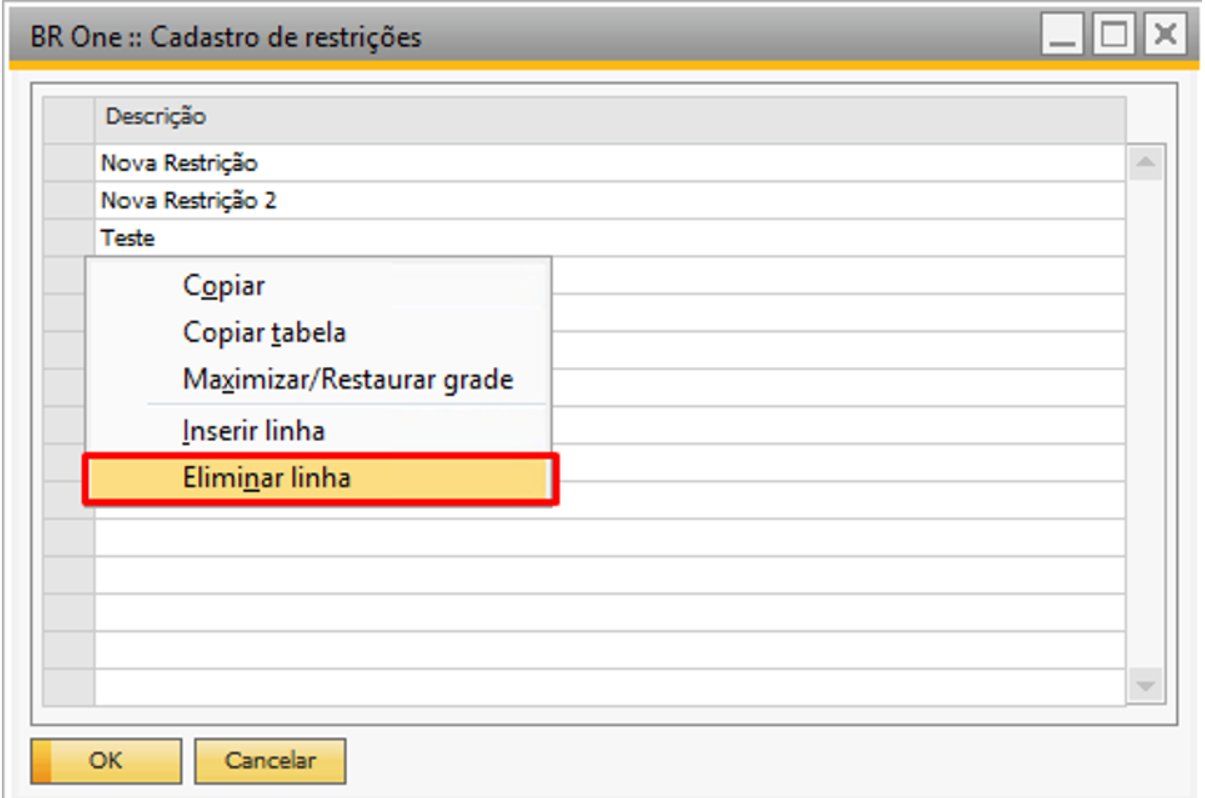 BR One :: Cadastro de restrições
Descrição
Nova Restrição
Nova Restrição 2
Teste
Copiar
Copiar tabela
Maximizar/Restaurar grade
Inserir linha
Eliminar linha
OK
Cancelar